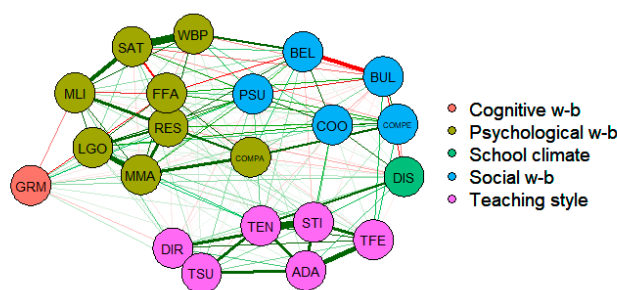 WBP
SAT
BEL
BUL
MLI
FFA
PSU
RES
COO
COMPE
LGO
COMPA
MMA
DIS
GRM
TEN
STI
DIR
TFE
TSU
ADA
Cognitive w-b
Psychological w-b
School climate
Social w-b
Teaching style